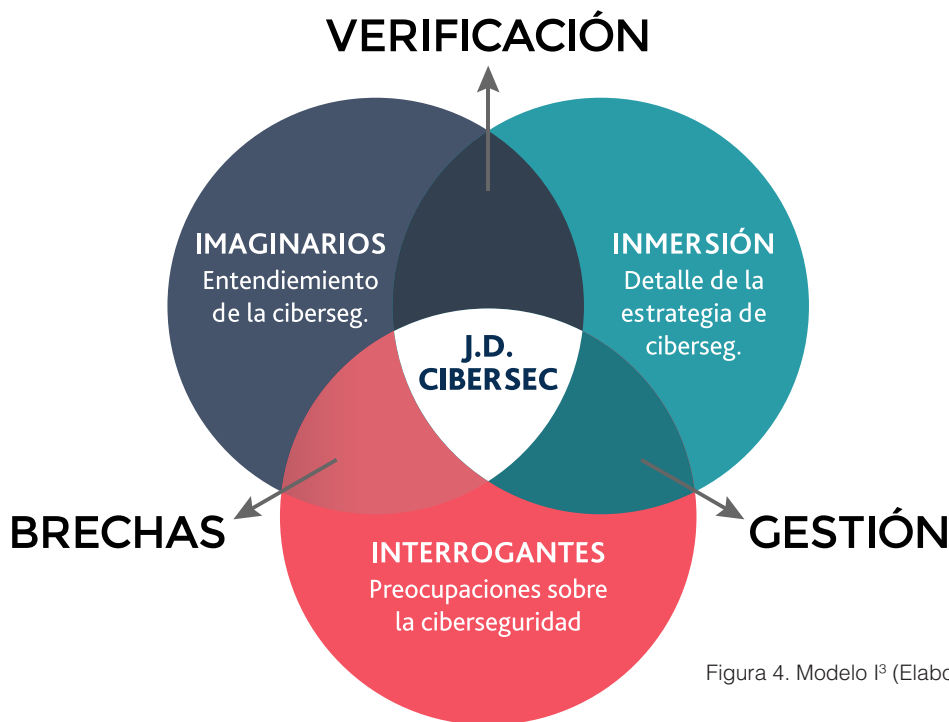 VERIFICACIÓN
IMAGINARIOS
Entendiemiento
de la ciberseg.
INMERSIÓN
Detalle de la
estrategia de
ciberseg.
J.D.
CIBERSEC
BRECHAS
GESTIÓN
INTERROGANTES
Preocupaciones sobre
la ciberseguridad
Figura 4. Modelo I³ (Elabo